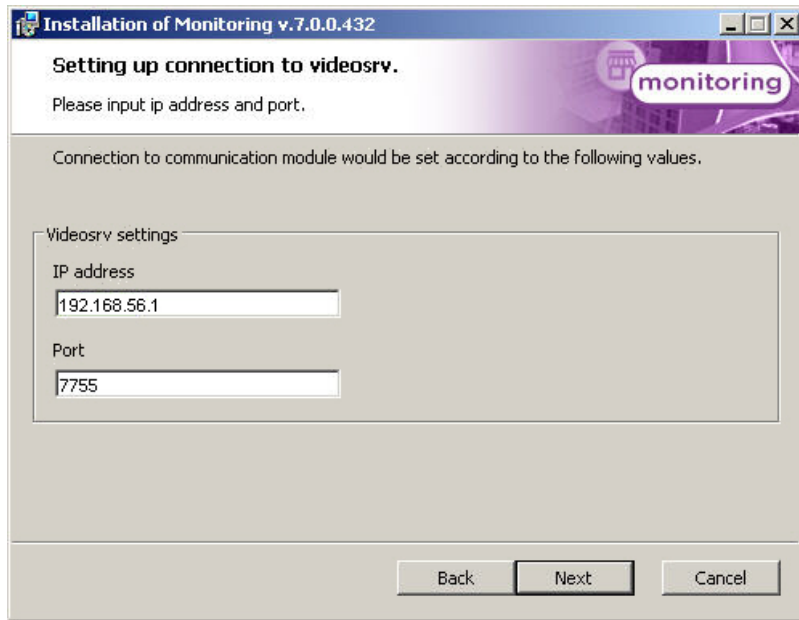 Installation of Monitoring v.7.0.0.432
Setting up connection to videosrv.
Please input ip address and port.
monitoring
Connection to communication module would be set according to the following values.
Videosrv settings
IP address
192.168.56.1
Port
7755
Back Next Cancel